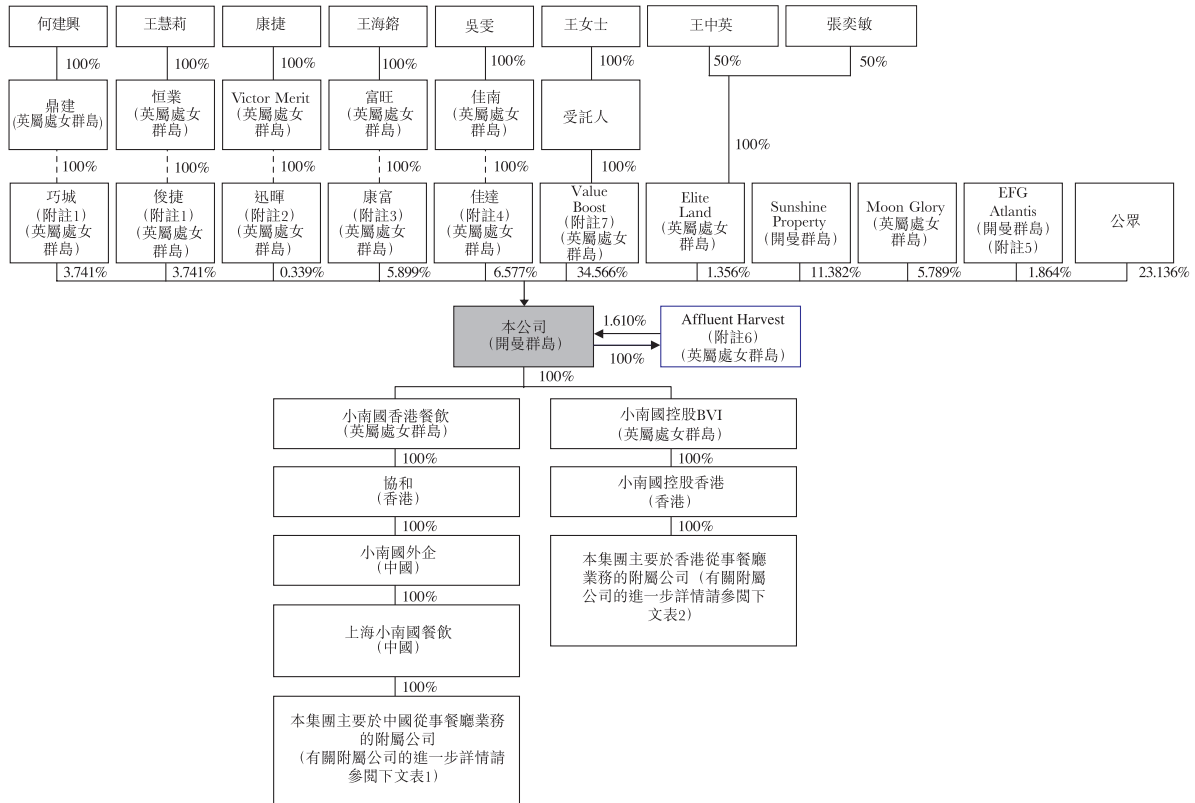 何建興
王慧莉
康捷
王海鎔
吳雯
王女士
王中英
張奕敏
100%
100%
100%
100%
100%
100%
50%
50%
鼎建
(英屬處女群島)
恒業
(英屬處女
群島)
Victor Merit
(英屬處女
群島)
富旺
(英屬處女
群島)
佳南
(英屬處女
群島)
受託人
100%
100%
100%
100%
100%
100%
100%
巧城
(附註1)
(英屬處女
群島)
俊捷
(附註1)
(英屬處女
群島)
迅暉
(附註2)
(英屬處女
群島)
康富
(附註3)
(英屬處女
群島)
佳達
(附註4)
(英屬處女
群島)
Value
Boost
(附註7)
(英屬處女
群島)
Elite
Land
(英屬處女
群島)
Sunshine
Property
(開曼群島)
Moon Glory
(英屬處女
群島)
EFG
Atlantis
(開曼群島)
(附註5)
公眾
3.741%
3.741%
0.339%
5.899%
6.577%
34.566%
1.356%
11.382%
5.789%
1.864%
23.136%
本公司
(開曼群島)
1.610%
100%
Affluent Harvest
(附註6)
(英屬處女群島)
100%
小南國香港餐飲
(英屬處女群島)
小南國控股BVI
(英屬處女群島)
100%
100%
協和
(香港)
小南國控股香港
(香港)
100%
100%
小南國外企
(中國)
本集團主要於香港從事餐廳
業務的附屬公司(有關附屬
公司的進一步詳情請參閱下
文表2)
100%
上海小南國餐飲
(中國)
100%
本集團主要於中國從事餐廳業務
的附屬公司
(有關附屬公司的進一步詳情請
參閱下文表1)